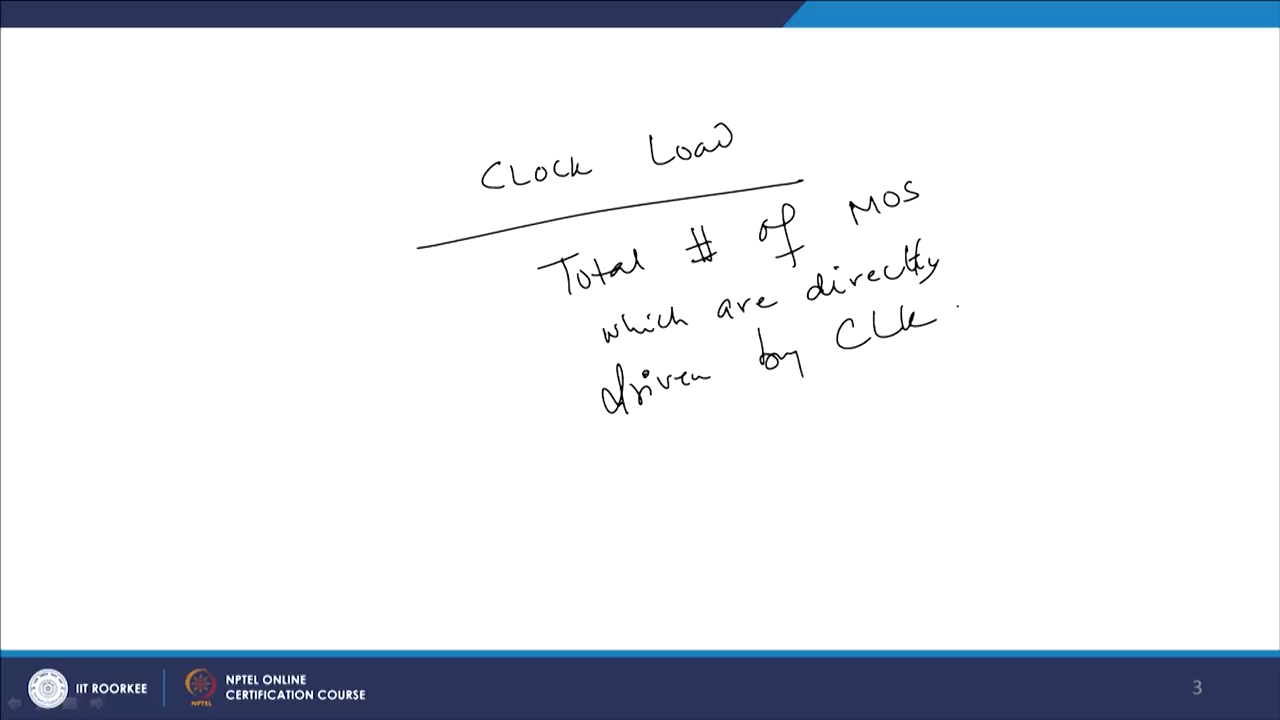 CLOCK Load
Total # of MOS
which are directly
driven by CLK.
IIT ROORKEE
NPTEL
NPTEL ONLINE
CERTIFICATION COURSE
3